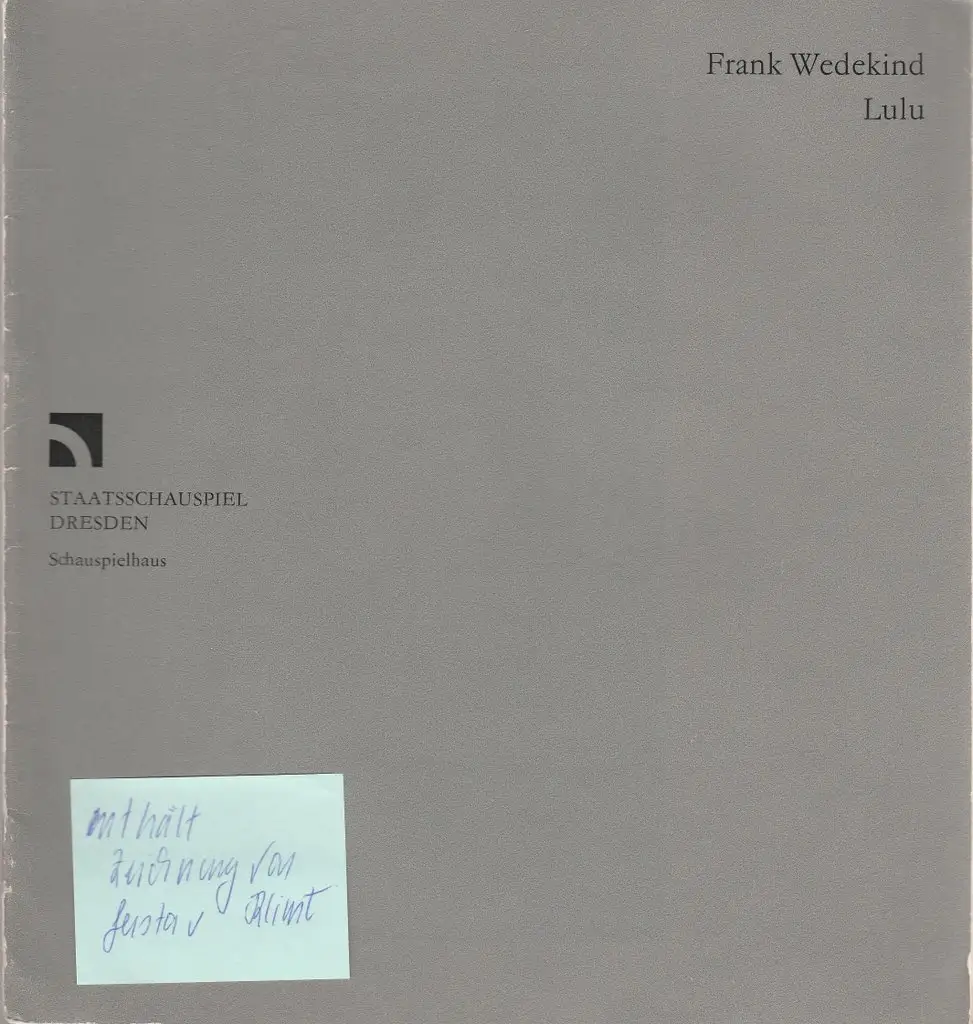 Frank Wedekind
Lulu
STAATSSCHAUSPIEL
DRESDEN
Schauspielhaus
enthält
Zeichnung von
Gustav Klimt